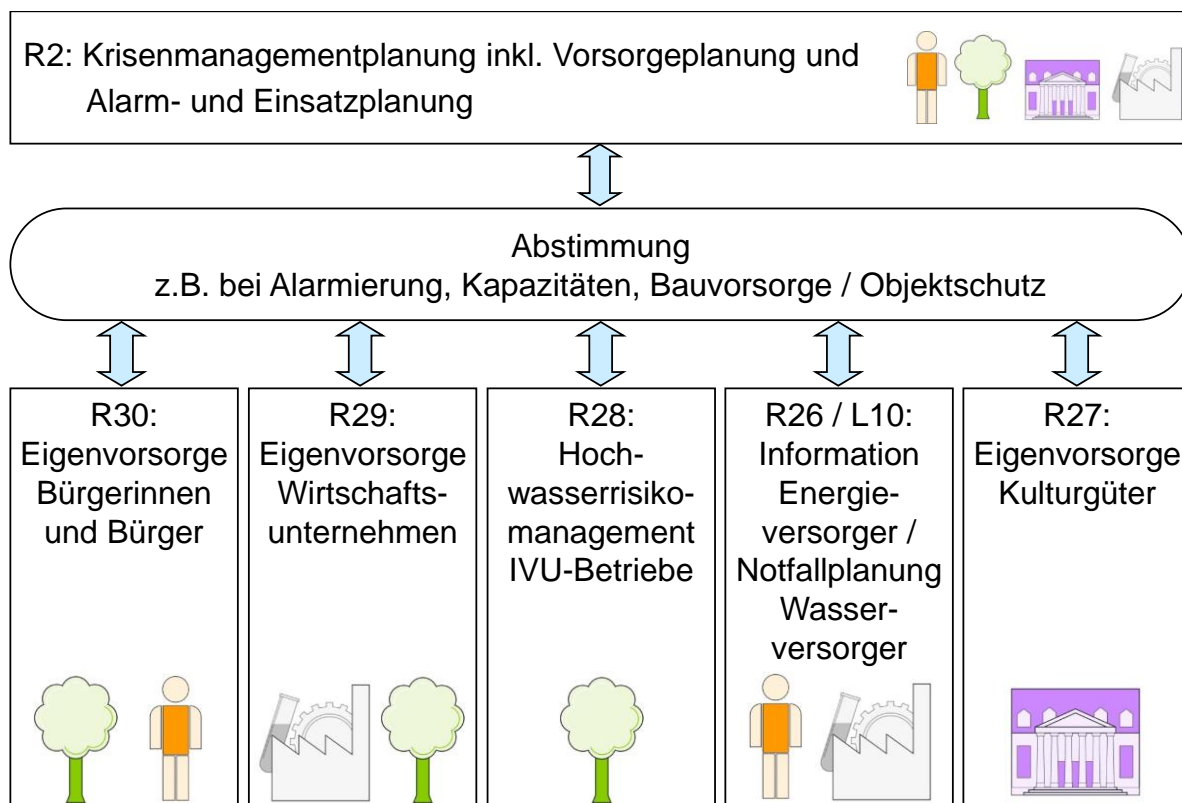 R2: Krisenmanagementplanung inkl. Vorsorgeplanung und
Alarm- und Einsatzplanung
Abstimmung
z.B. bei Alarmierung, Kapazitäten, Bauvorsorge / Objektschutz
R30:
Eigenvorsorge
Bürgerinnen
und Bürger
R29:
Eigenvorsorge
Wirtschafts-
unternehmen
R28:
Hoch-
wasserrisiko-
management
IVU-Betriebe
R26 / L10:
Information
Energie-
versorger /
Notfallplanung
Wasser-
versorger
R27:
Eigenvorsorge
Kulturgüter